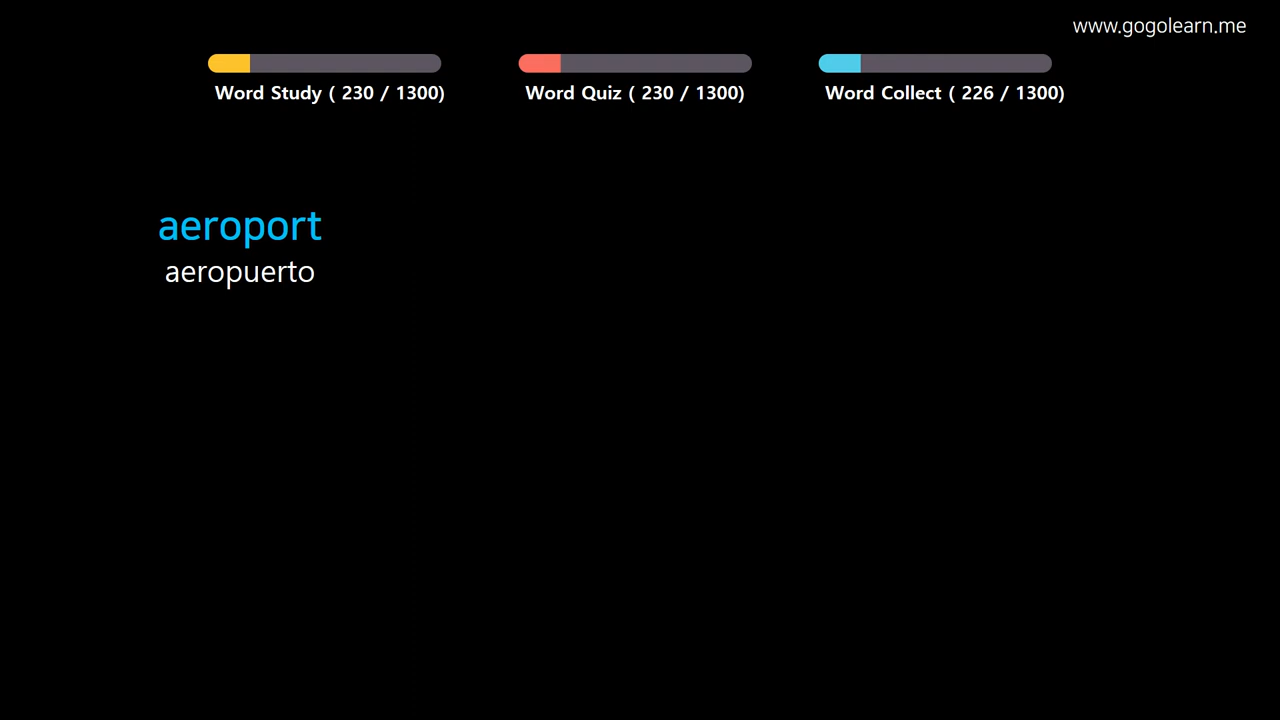 www.gogolearn.me
Word Study ( 230 / 1300)
Word Quiz ( 230 / 1300)
Word Collect ( 226 / 1300)
aeroport
aeropuerto